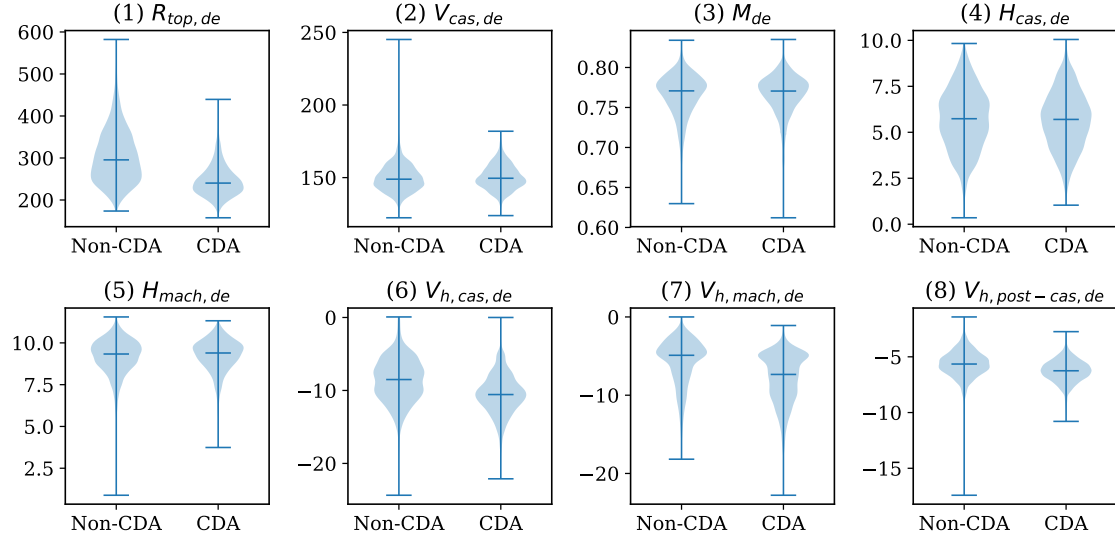 (1) R_top, de
(2) V_cas, de
(3) M_de
(4) H_cas, de
600
500
400
300
200
Non-CDA CDA
250
200
150
Non-CDA CDA
0.80
0.75
0.70
0.65
0.60
Non-CDA CDA
10.0
7.5
5.0
2.5
0.0
Non-CDA CDA
(5) H_mach, de
(6) V_h, cas, de
(7) V_h, mach, de
(8) V_h, post−cas, de
10.0
7.5
5.0
2.5
Non-CDA CDA
0
−10
−20
Non-CDA CDA
0
−10
−20
Non-CDA CDA
−5
−10
−15
Non-CDA CDA